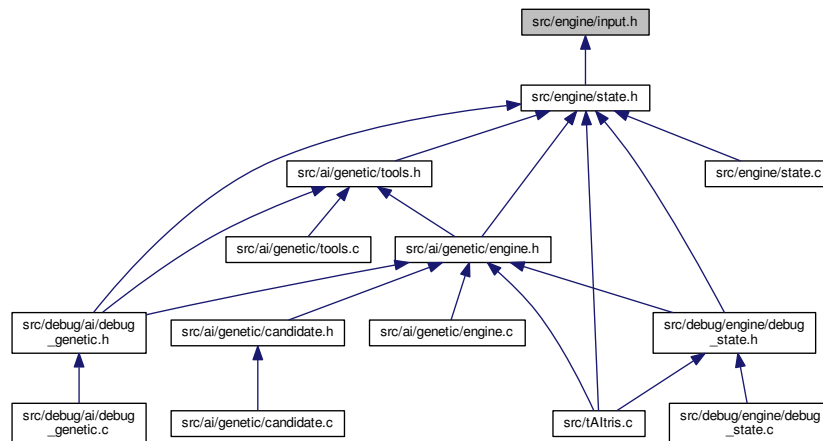 src/engine/input.h
src/engine/state.h
src/ai/genetic/tools.h
src/engine/state.c
src/ai/genetic/tools.c
src/ai/genetic/engine.h
src/debug/ai/debug
_genetic.h
src/ai/genetic/candidate.h
src/ai/genetic/engine.c
src/debug/engine/debug
_state.h
src/debug/ai/debug
_genetic.c
src/ai/genetic/candidate.c
src/tAltris.c
src/debug/engine/debug
_state.c